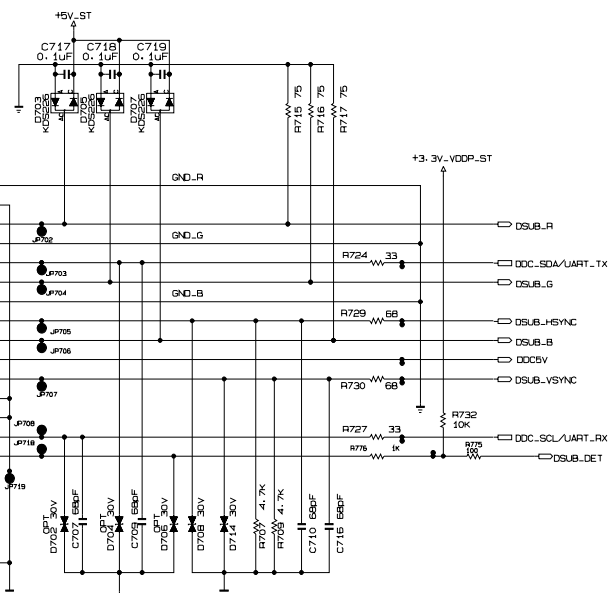 +5V_ST
C717 C718 C719
0.1uF 0.1uF 0.1uF
A C A C A C
D703
KDS226
AC
D705
KDS226
AC
D707
KDS226
AC
R715 75
R716 75
R717 75
+3.3V_VDDP_ST
GND_R
JP702
DSUB_R
GND_G
R724 33
JP703
DDC_SDA/UART_TX
JP704
DSUB_G
GND_B
R729 68
JP705
DSUB_HSYNC
JP706
DSUB_B
DDC5V
JP707
R730 68
DSUB_VSYNC
R732
10K
JP708
R727 33
DDC_SCL/UART_RX
JP718
R776 1K
R775
100
DSUB_DET
JP719
OPT
D702 30V
C707 68pF
OPT
D704 30V
C709 68pF
OPT
D706 30V
D708 30V
D714 30V
R707 4.7K
R709 4.7K
C710 68pF
C716 68pF